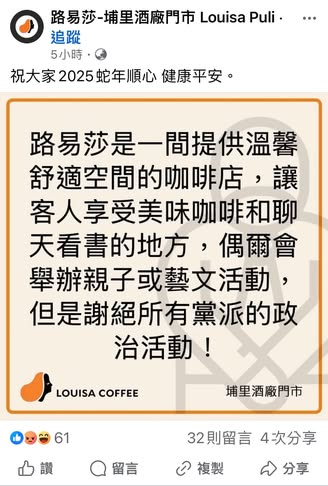 路易莎-埔里酒廠門市 Louisa Puli ·
追蹤
5小時 ·
祝大家2025蛇年順心 健康平安。
路易莎是一間提供溫馨
舒適空間的咖啡店，讓
客人享受美味咖啡和聊
天看書的地方，偶爾會
舉辦親子或藝文活動，
但是謝絕所有黨派的政
治活動！
LOUISA COFFEE
埔里酒廠門市
61
32則留言 4次分享
讚 留言 複製 分享